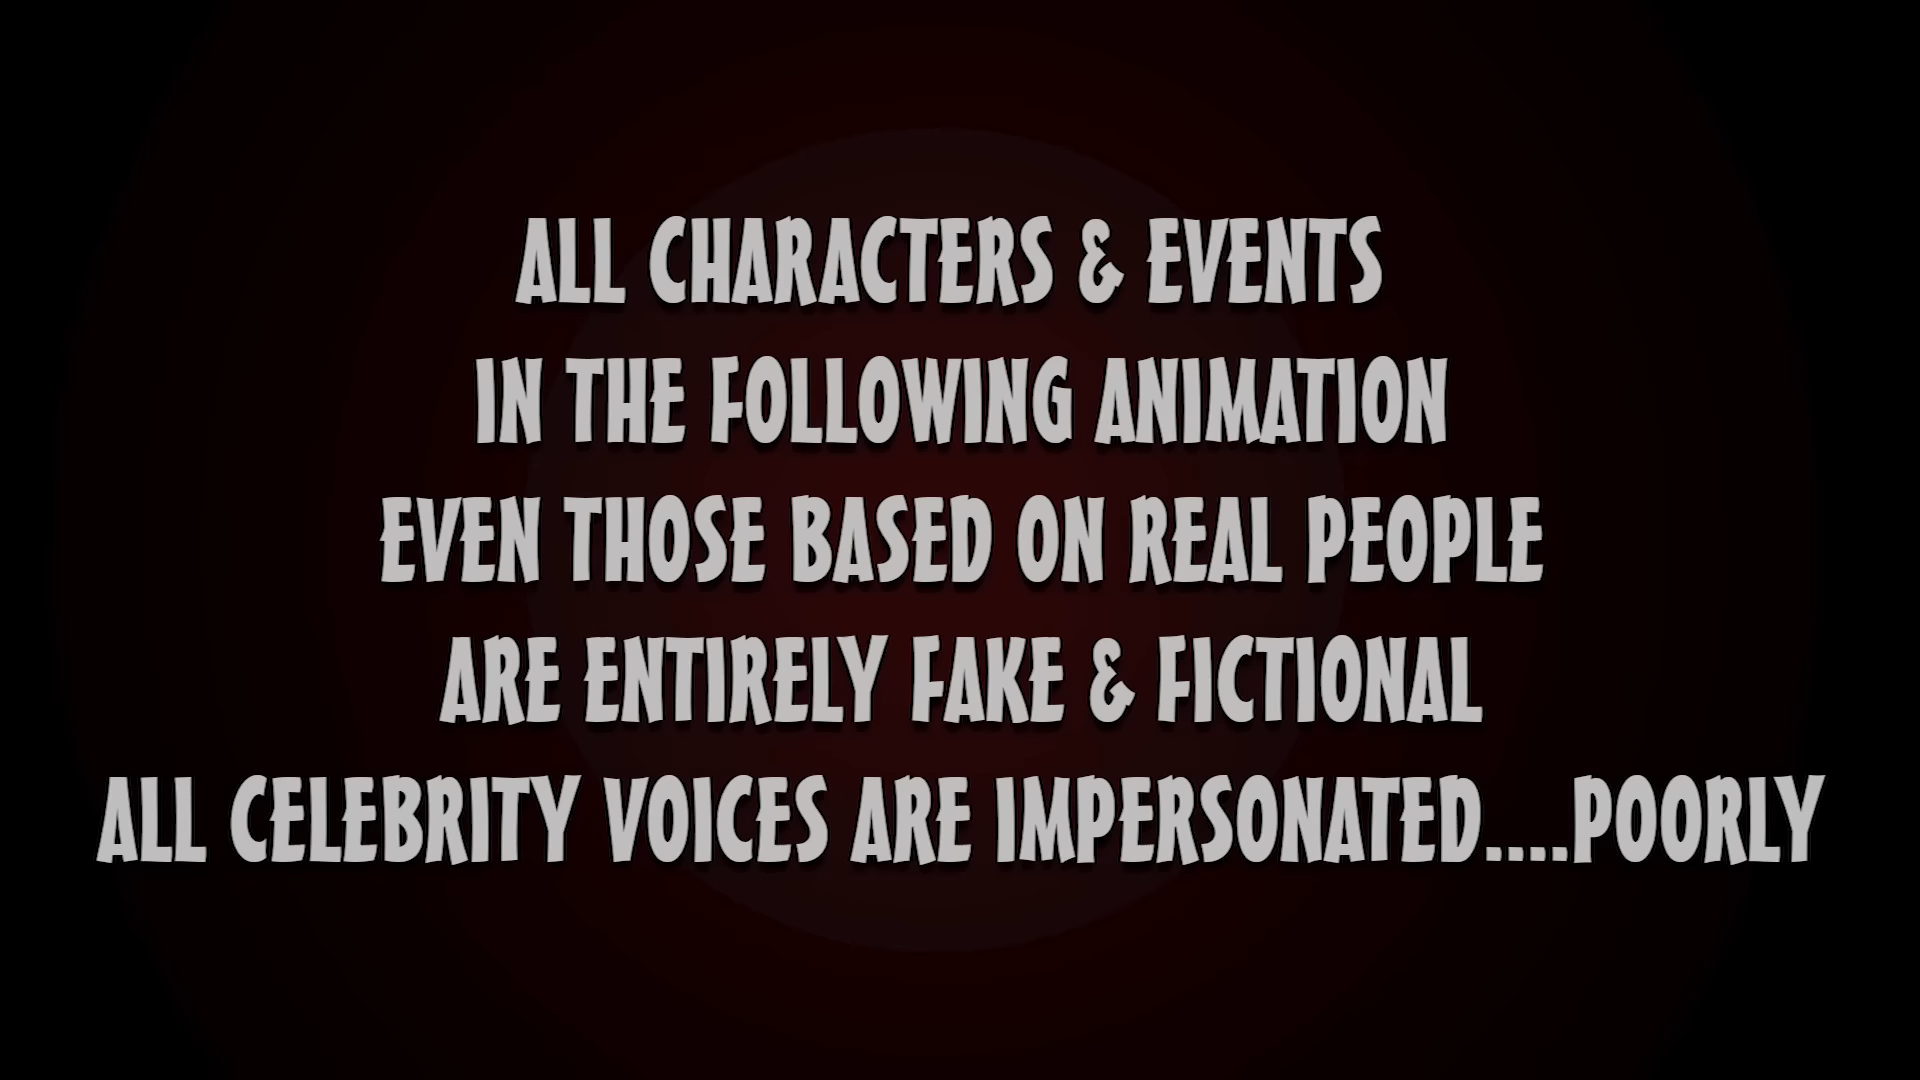 ALL CHARACTERS & EVENTS
IN THE FOLLOWING ANIMATION
EVEN THOSE BASED ON REAL PEOPLE
ARE ENTIRELY FAKE & FICTIONAL
ALL CELEBRITY VOICES ARE IMPERSONATED....POORLY